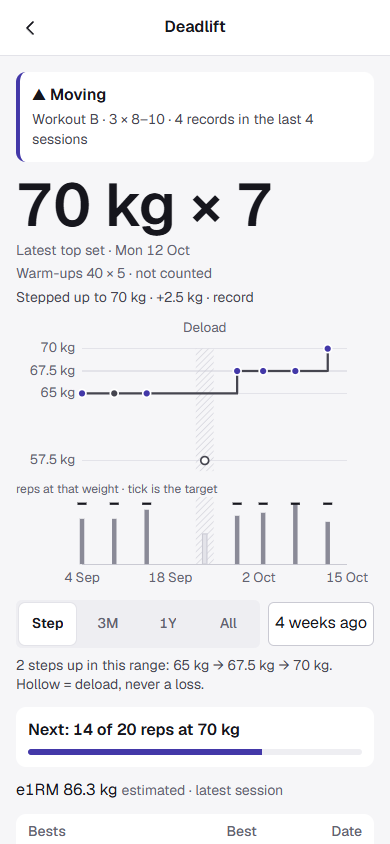 Deadlift
▲ Moving
Workout B · 3 × 8–10 · 4 records in the last 4
sessions
70 kg × 7
Latest top set · Mon 12 Oct
Warm-ups 40 × 5 · not counted
Stepped up to 70 kg · +2.5 kg · record
Deload
70 kg
67.5 kg
65 kg
57.5 kg
reps at that weight · tick is the target
4 Sep 18 Sep 2 Oct 15 Oct
Step 3M 1Y All 4 weeks ago
2 steps up in this range: 65 kg → 67.5 kg → 70 kg.
Hollow = deload, never a loss.
Next: 14 of 20 reps at 70 kg
e1RM 86.3 kg estimated · latest session
Bests Best Date